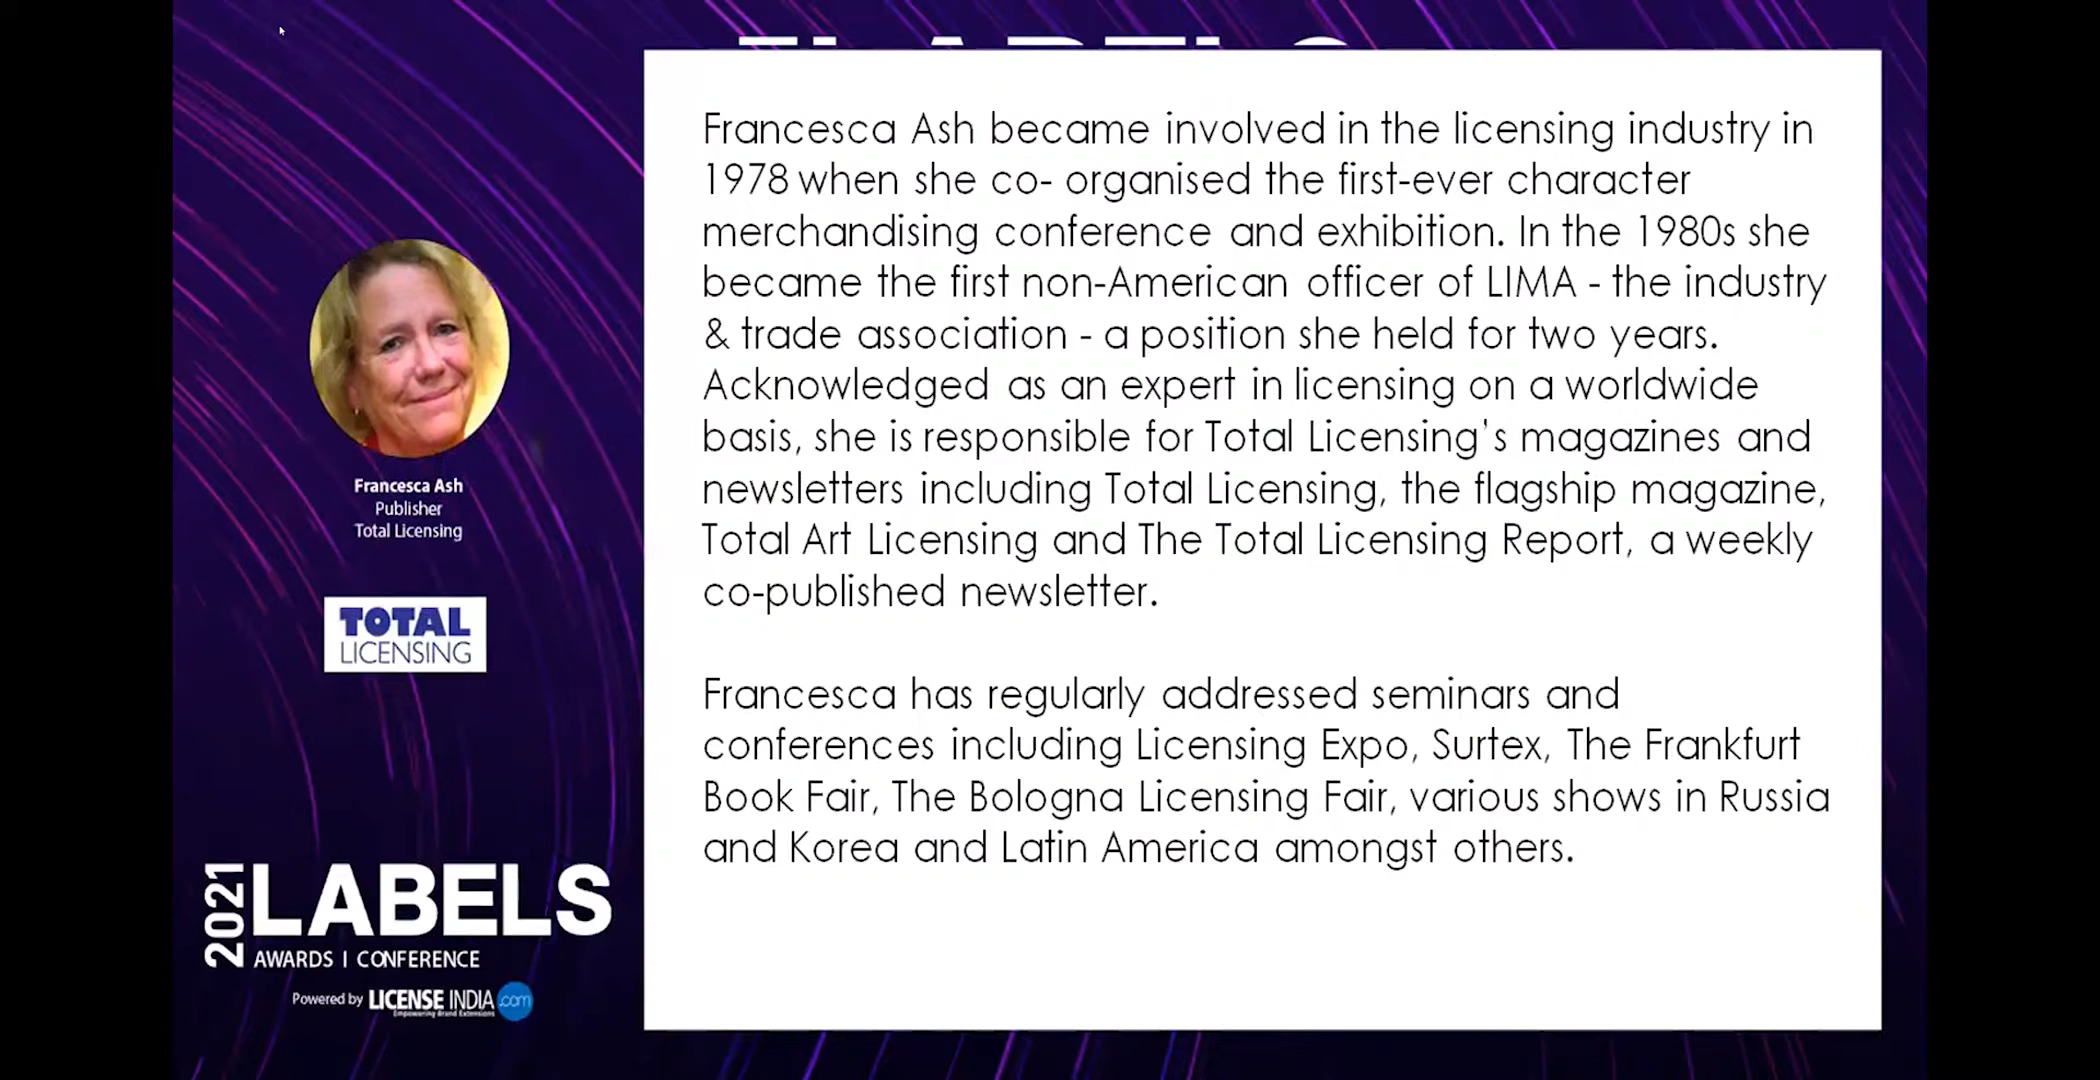 Francesca Ash became involved in the licensing industry in
1978 when she co- organised the first-ever character
merchandising conference and exhibition. In the 1980s she
became the first non-American officer of LIMA - the industry
& trade association - a position she held for two years.
Acknowledged as an expert in licensing on a worldwide
basis, she is responsible for Total Licensing's magazines and
newsletters including Total Licensing, the flagship magazine,
Total Art Licensing and The Total Licensing Report, a weekly
co-published newsletter.
Francesca has regularly addressed seminars and
conferences including Licensing Expo, Surtex, The Frankfurt
Book Fair, The Bologna Licensing Fair, various shows in Russia
and Korea and Latin America amongst others.
Francesca Ash
Publisher
Total Licensing
TOTAL
LICENSING
2021 LABELS
AWARDS | CONFERENCE
Powered by LICENSE INDIA .com
Empowering Brand Extensions